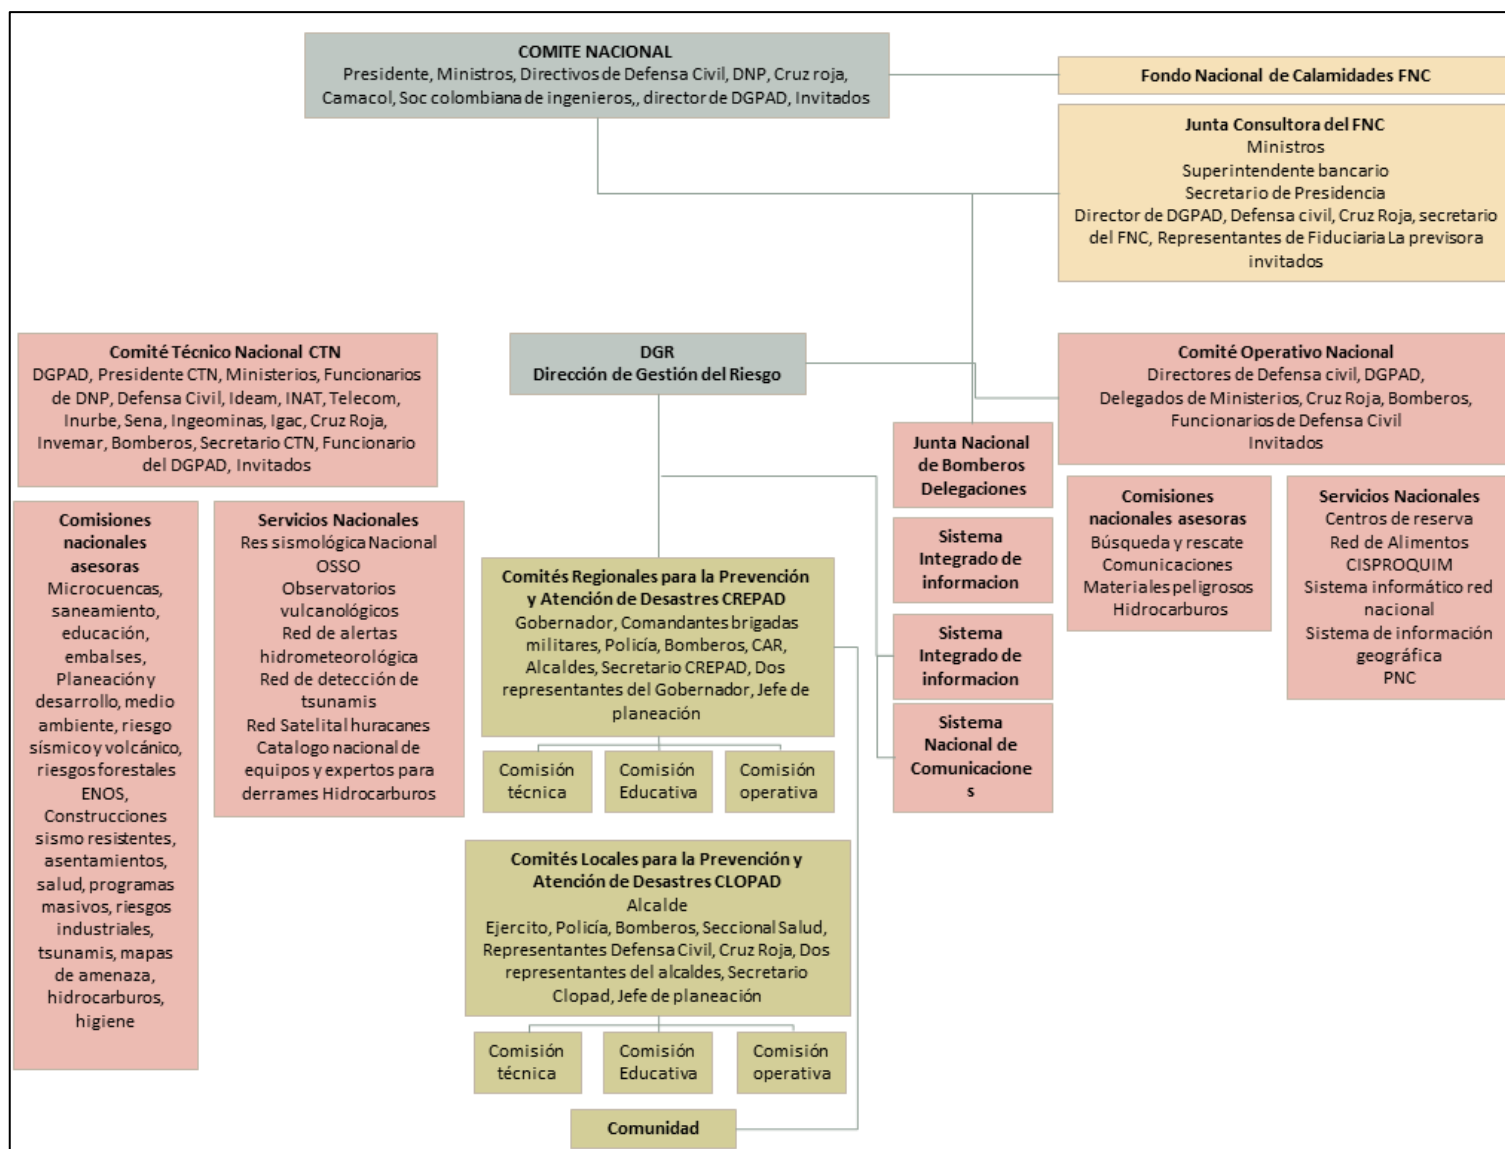 COMITE NACIONAL
Presidente, Ministros, Directivos de Defensa Civil, DNP, Cruz roja,
Camacol, Soc colombiana de ingenieros,, director de DGPAD, Invitados
Fondo Nacional de Calamidades FNC
Junta Consultora del FNC
Ministros
Superintendente bancario
Secretario de Presidencia
Director de DGPAD, Defensa civil, Cruz Roja, secretario
del FNC, Representantes de Fiduciaria La previsora
invitados
Comité Técnico Nacional CTN
DGPAD, Presidente CTN, Ministerios, Funcionarios
de DNP, Defensa Civil, Ideam, INAT, Telecom,
Inurbe, Sena, Ingeominas, Igac, Cruz Roja,
Invemar, Bomberos, Secretario CTN, Funcionario
del DGPAD, Invitados
DGR
Dirección de Gestión del Riesgo
Comité Operativo Nacional
Directores de Defensa civil, DGPAD,
Delegados de Ministerios, Cruz Roja, Bomberos,
Funcionarios de Defensa Civil
Invitados
Junta Nacional
de Bomberos
Delegaciones
Comisiones
nacionales
asesoras
Microcuencas,
saneamiento,
educación,
embalses,
Planeación y
desarrollo, medio
ambiente, riesgo
sísmico y volcánico,
riesgos forestales
ENOS,
Construcciones
sismo resistentes,
asentamientos,
salud, programas
masivos, riesgos
industriales,
tsunamis, mapas
de amenaza,
hidrocarburos,
higiene
Servicios Nacionales
Res sismológica Nacional
OSSO
Observatorios
vulcanológicos
Red de alertas
hidrometeorológica
Red de detección de
tsunamis
Red Satelital huracanes
Catalogo nacional de
equipos y expertos para
derrames Hidrocarburos
Comisiones
nacionales asesoras
Búsqueda y rescate
Comunicaciones
Materiales peligrosos
Hidrocarburos
Servicios Nacionales
Centros de reserva
Red de Alimentos
CISPROQUIM
Sistema informático red
nacional
Sistema de información
geográfica
PNC
Sistema
Integrado de
informacion
Sistema
Integrado de
informacion
Sistema
Nacional de
Comunicacione
s
Comités Regionales para la Prevención
y Atención de Desastres CREPAD
Gobernador, Comandantes brigadas
militares, Policía, Bomberos, CAR,
Alcaldes, Secretario CREPAD, Dos
representantes del Gobernador, Jefe de
planeación
Comisión
técnica
Comisión
Educativa
Comisión
operativa
Comités Locales para la Prevención y
Atención de Desastres CLOPAD
Alcalde
Ejercito, Policía, Bomberos, Seccional Salud,
Representantes Defensa Civil, Cruz Roja, Dos
representantes del alcaldes, Secretario
Clopad, Jefe de planeación
Comisión
técnica
Comisión
Educativa
Comisión
operativa
Comunidad